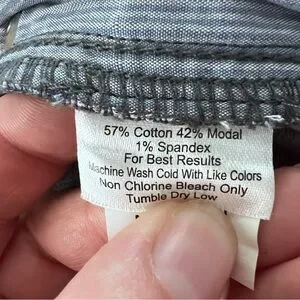 57% Cotton 42% Modal
1% Spandex
For Best Results
Machine Wash Cold With Like Colors
Non Chlorine Bleach Only
Tumble Dry Low